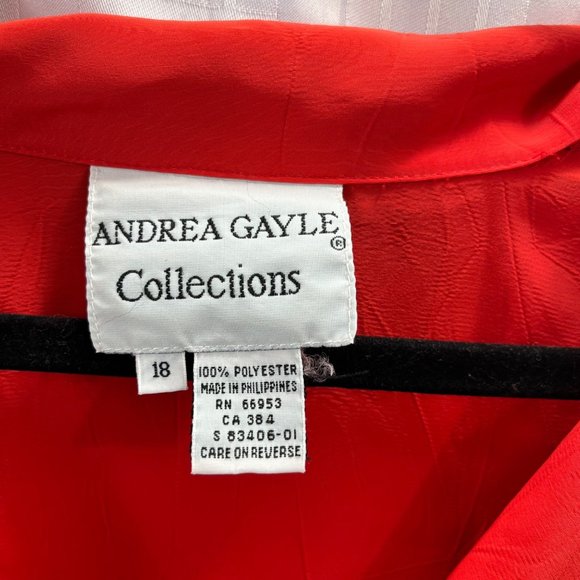 ANDREA GAYLE®
Collections
18
100% POLYESTER
MADE IN PHILIPPINES
RN 66953
CA 384
S 83406-01
CARE ON REVERSE